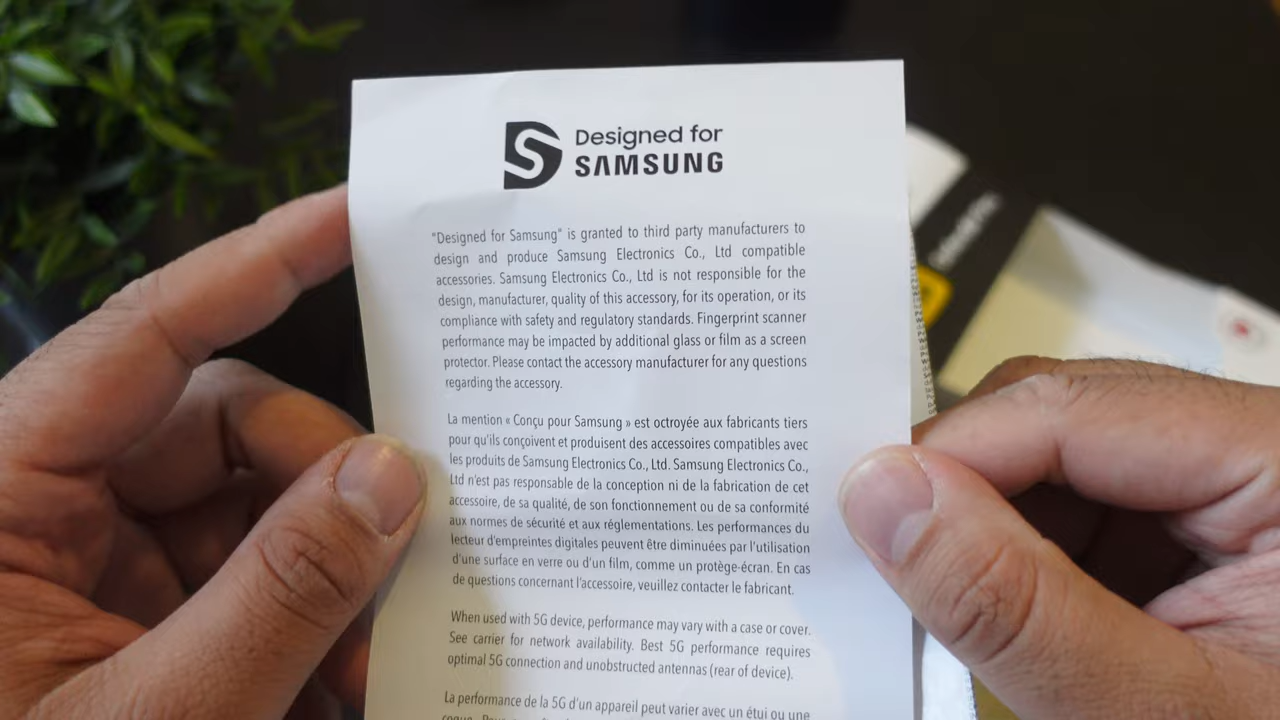 Designed for
SAMSUNG
"Designed for Samsung" is granted to third party manufacturers to
design and produce Samsung Electronics Co., Ltd compatible
accessories. Samsung Electronics Co., Ltd is not responsible for the
design, manufacturer, quality of this accessory, for its operation, or its
compliance with safety and regulatory standards. Fingerprint scanner
performance may be impacted by additional glass or film as a screen
protector. Please contact the accessory manufacturer for any questions
regarding the accessory.
La mention « Conçu pour Samsung » est octroyée aux fabricants tiers
pour qu'ils conçoivent et produisent des accessoires compatibles avec
les produits de Samsung Electronics Co., Ltd. Samsung Electronics Co.,
Ltd n'est pas responsable de la conception ni de la fabrication de cet
accessoire, de sa qualité, de son fonctionnement ou de sa conformité
aux normes de sécurité et aux réglementations. Les performances du
lecteur d'empreintes digitales peuvent être diminuées par l'utilisation
d'une surface en verre ou d'un film, comme un protège-écran. En cas
de questions concernant l'accessoire, veuillez contacter le fabricant.
When used with 5G device, performance may vary with a case or cover.
See carrier for network availability. Best 5G performance requires
optimal 5G connection and unobstructed antennas (rear of device).
La performance de la 5G d'un appareil peut varier avec un étui ou une